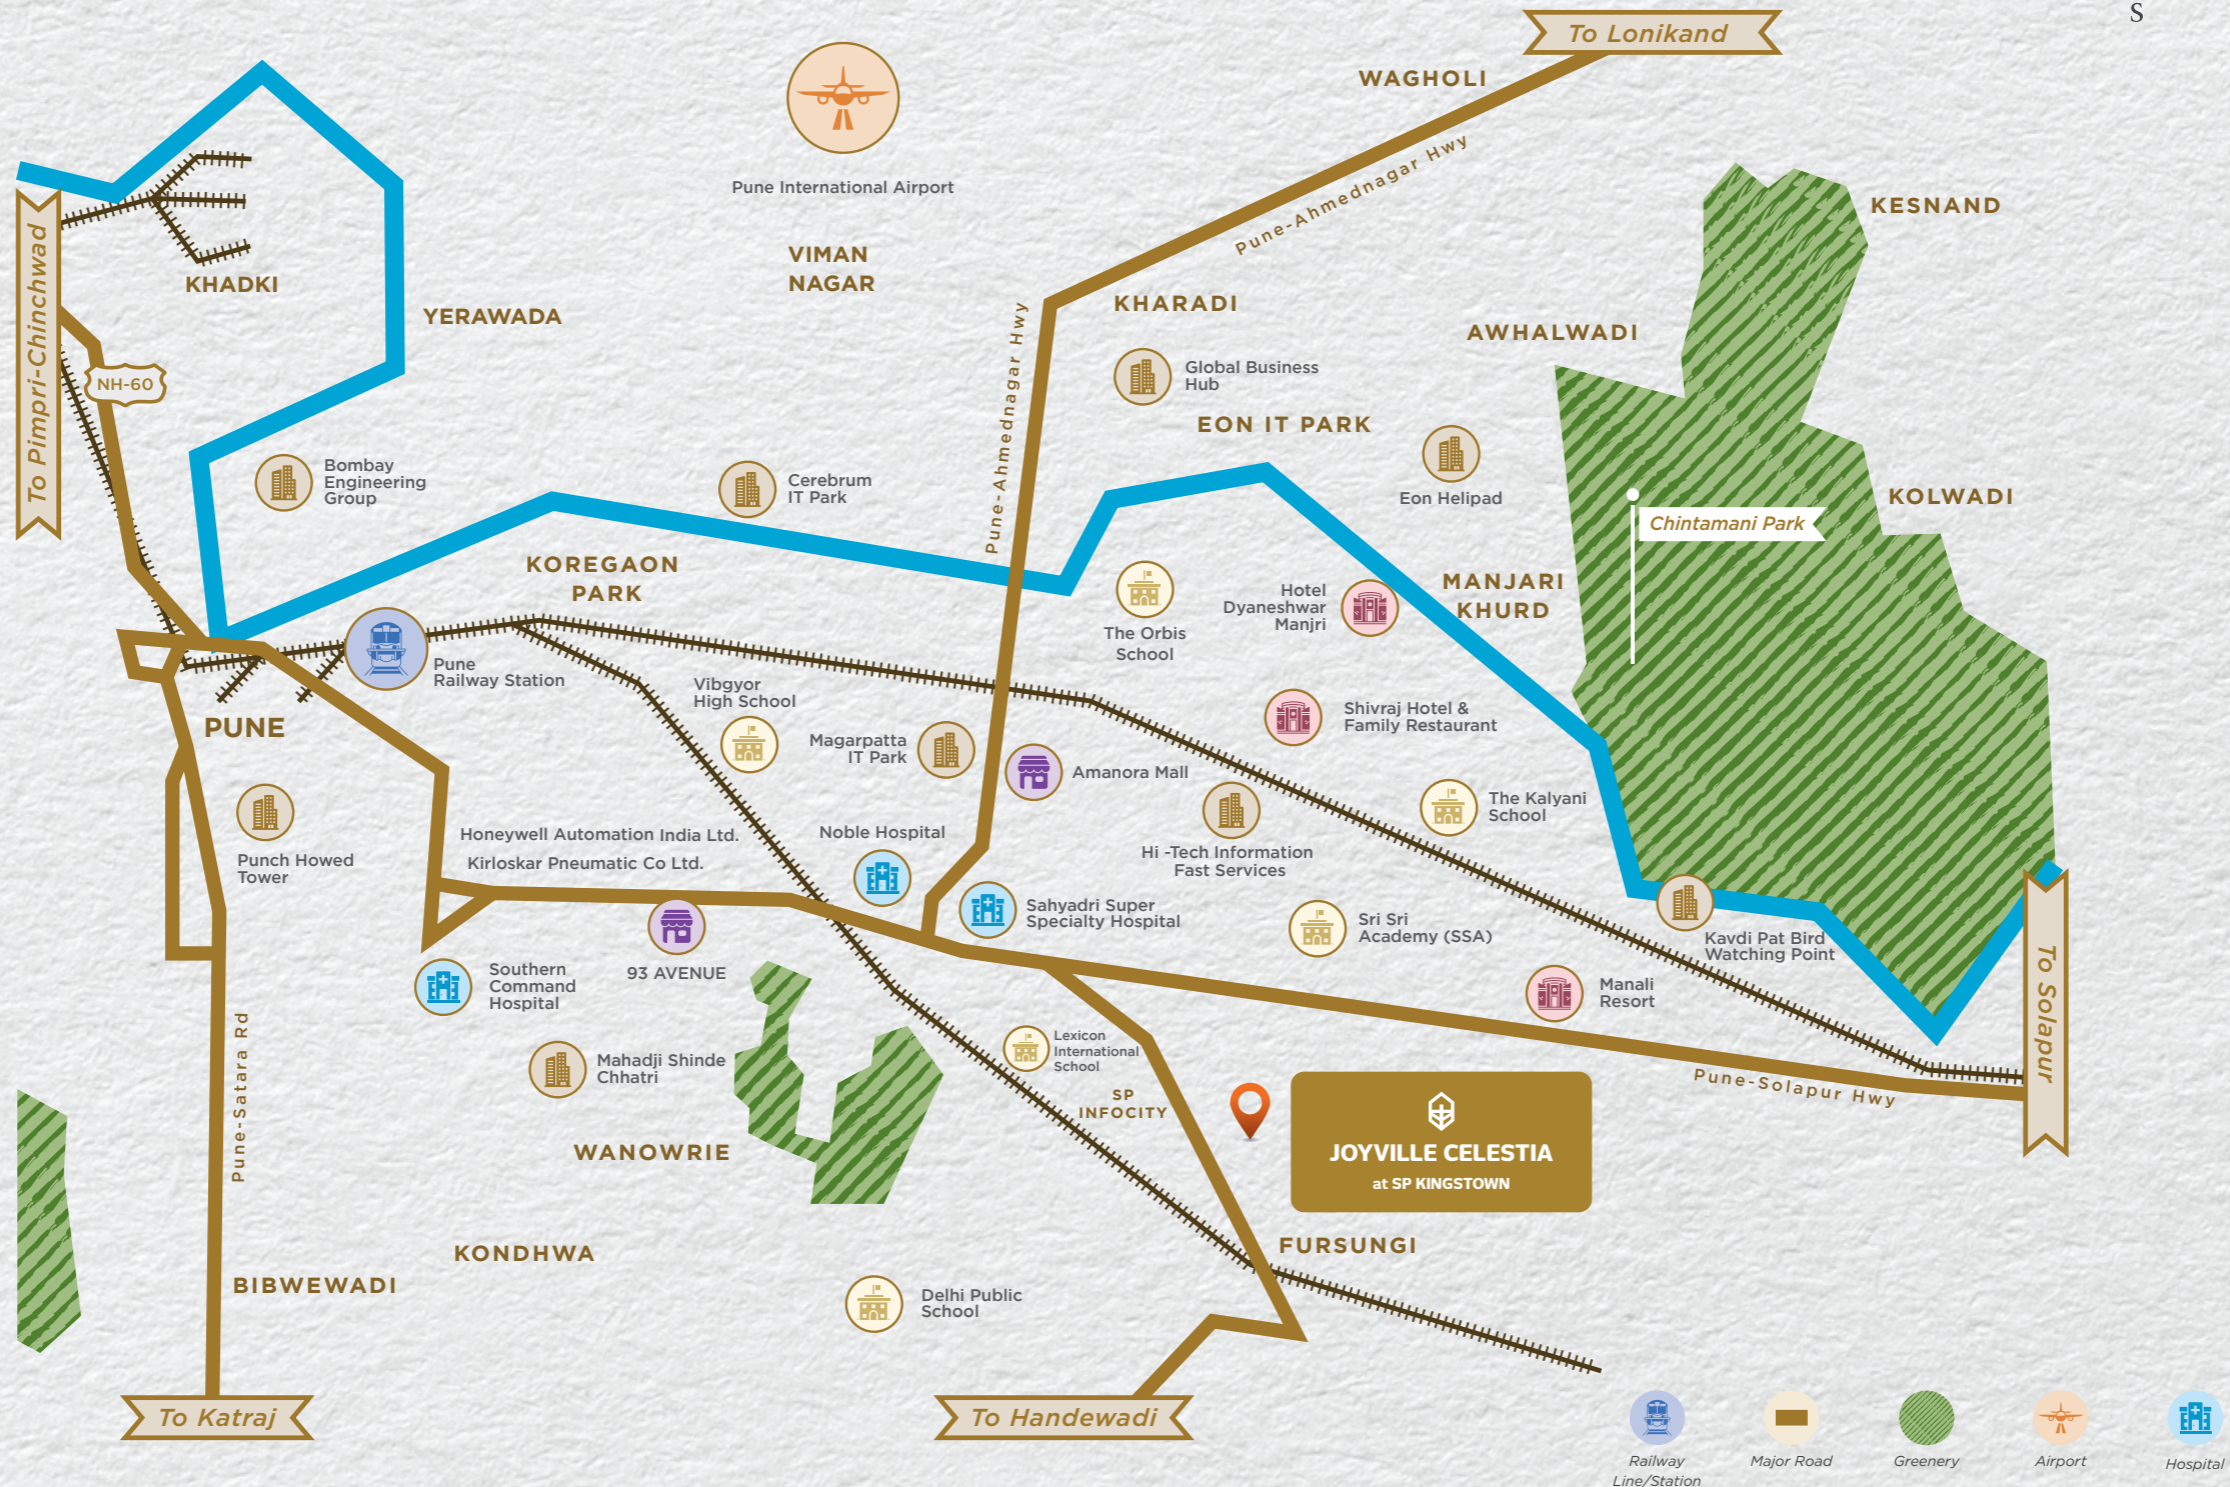 S
To Lonikand
WAGHOLI
Pune-Ahmednagar Hwy
Pune International Airport
KESNAND
To Pimpri-Chinchwad
KHADKI
VIMAN
NAGAR
YERAWADA
KHARADI
AWHALWADI
NH-60
Pune-Ahmednagar Hwy
Global Business
Hub
EON IT PARK
Bombay
Engineering
Group
Cerebrum
IT Park
Eon Helipad
KOLWADI
Chintamani Park
KOREGAON
PARK
Hotel
Dyaneshwar
Manjri
MANJARI
KHURD
The Orbis
School
Pune
Railway Station
Vibgyor
High School
PUNE
Magarpatta
IT Park
Shivraj Hotel &
Family Restaurant
Amanora Mall
The Kalyani
School
Punch Howed
Tower
Honeywell Automation India Ltd.
Kirloskar Pneumatic Co Ltd.
Noble Hospital
Hi -Tech Information
Fast Services
Sahyadri Super
Specialty Hospital
Sri Sri
Academy (SSA)
Kavdi Pat Bird
Watching Point
Southern
Command
Hospital
93 AVENUE
Manali
Resort
To Solapur
Pune-Satara Rd
Mahadji Shinde
Chhatri
Lexicon
International
School
SP
INFOCITY
Pune-Solapur Hwy
WANOWRIE
JOYVILLE CELESTIA
at SP KINGSTOWN
KONDHWA
FURSUNGI
BIBWEWADI
Delhi Public
School
To Katraj
To Handewadi
Railway
Line/Station
Major Road
Greenery
Airport
Hospital